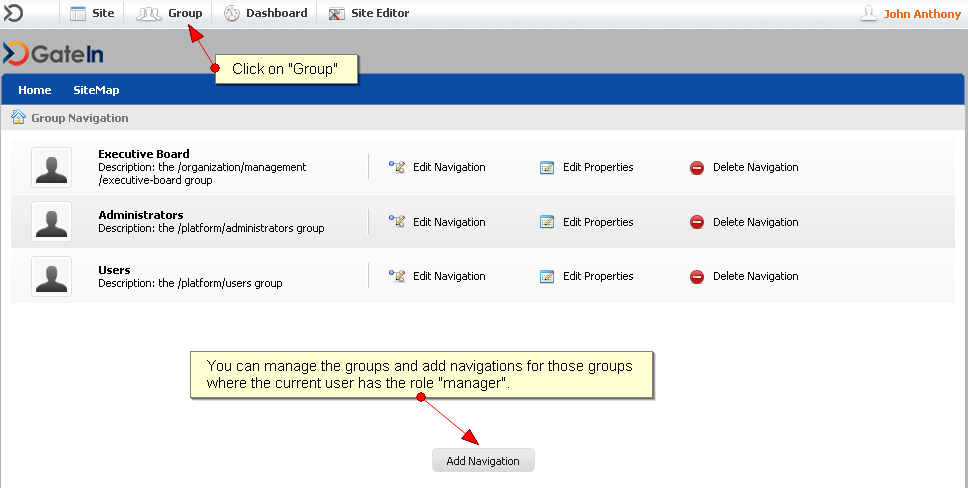 Site Group Dashboard Site Editor John Anthony
Click on "Group"
GateIn
Home SiteMap
Group Navigation
Executive Board
Description: the /organization/management
/executive-board group
Edit Navigation Edit Properties Delete Navigation
Administrators
Description: the /platform/administrators group
Edit Navigation Edit Properties Delete Navigation
Users
Description: the /platform/users group
Edit Navigation Edit Properties Delete Navigation
You can manage the groups and add navigations for those groups
where the current user has the role "manager".
Add Navigation